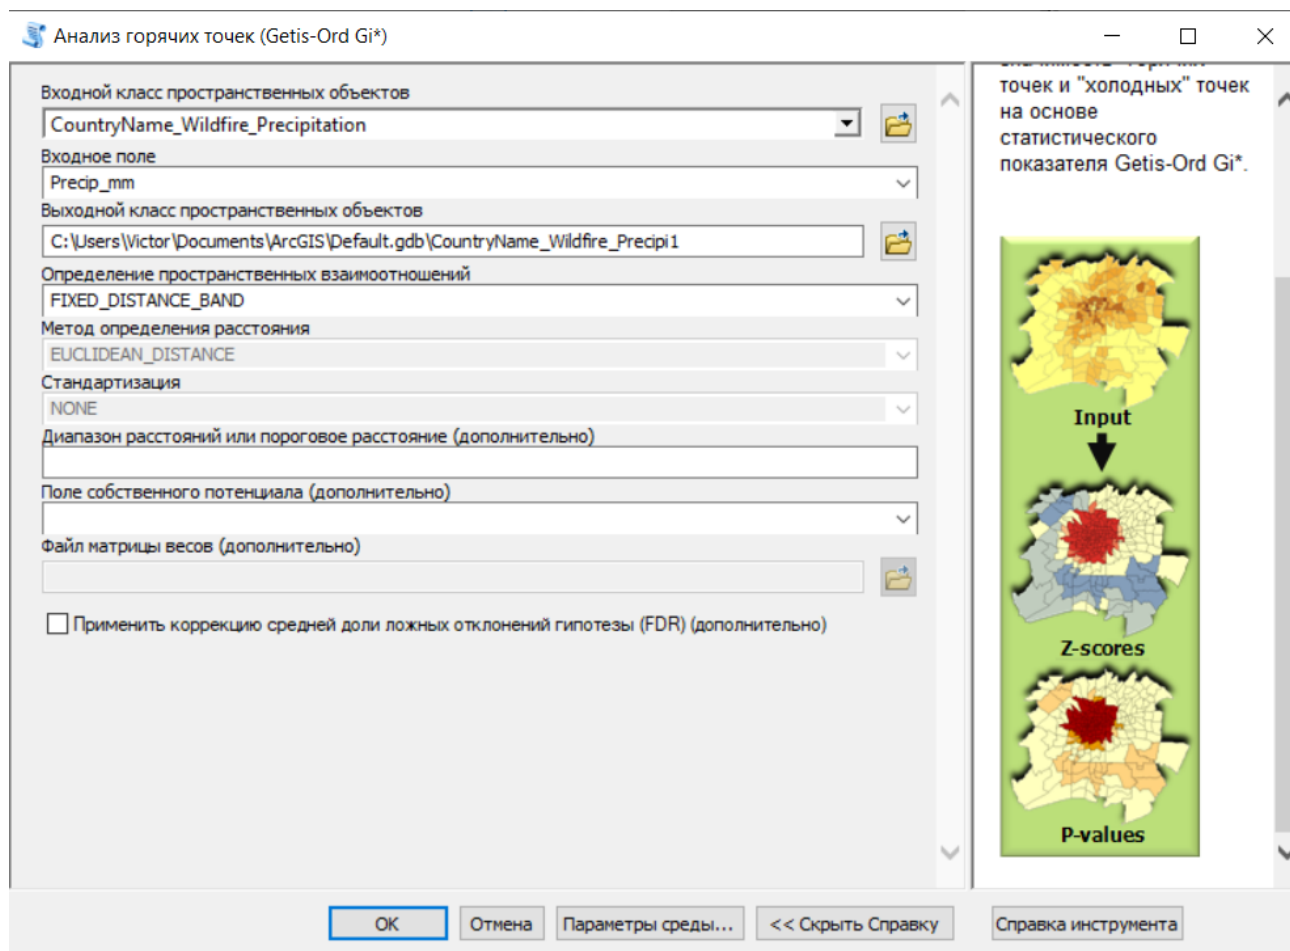 Анализ горячих точек (Getis-Ord Gi*)
Входной класс пространственных объектов
CountryName_Wildfire_Precipitation
Входное поле
Precip_mm
Выходной класс пространственных объектов
C:\Users\Victor\Documents\ArcGIS\Default.gdb\CountryName_Wildfire_Precipi1
Определение пространственных взаимоотношений
FIXED_DISTANCE_BAND
Метод определения расстояния
EUCLIDEAN_DISTANCE
Стандартизация
NONE
Диапазон расстояний или пороговое расстояние (дополнительно)
Поле собственного потенциала (дополнительно)
Файл матрицы весов (дополнительно)
Применить коррекцию средней доли ложных отклонений гипотезы (FDR) (дополнительно)
точек и "холодных" точек
на основе
статистического
показателя Getis-Ord Gi*.
Input
Z-scores
P-values
OK
Отмена
Параметры среды...
<< Скрыть Справку
Справка инструмента